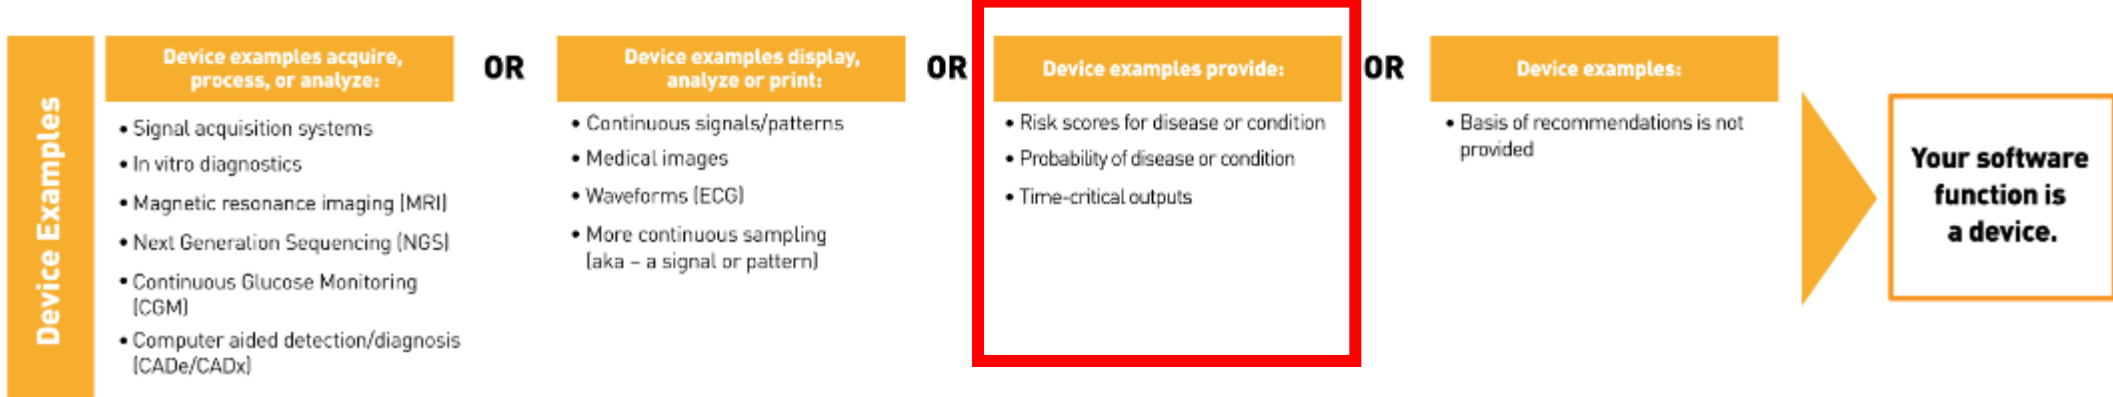 Device Examples
Device examples acquire,
process, or analyze:
• Signal acquisition systems
• In vitro diagnostics
• Magnetic resonance imaging (MRI)
• Next Generation Sequencing (NGS)
• Continuous Glucose Monitoring
(CGM)
• Computer aided detection/diagnosis
(CADe/CADx)
OR
Device examples display,
analyze or print:
• Continuous signals/patterns
• Medical images
• Waveforms (ECG)
• More continuous sampling
(aka – a signal or pattern)
OR
Device examples provide:
• Risk scores for disease or condition
• Probability of disease or condition
• Time-critical outputs
OR
Device examples:
• Basis of recommendations is not
provided
Your software
function is
a device.